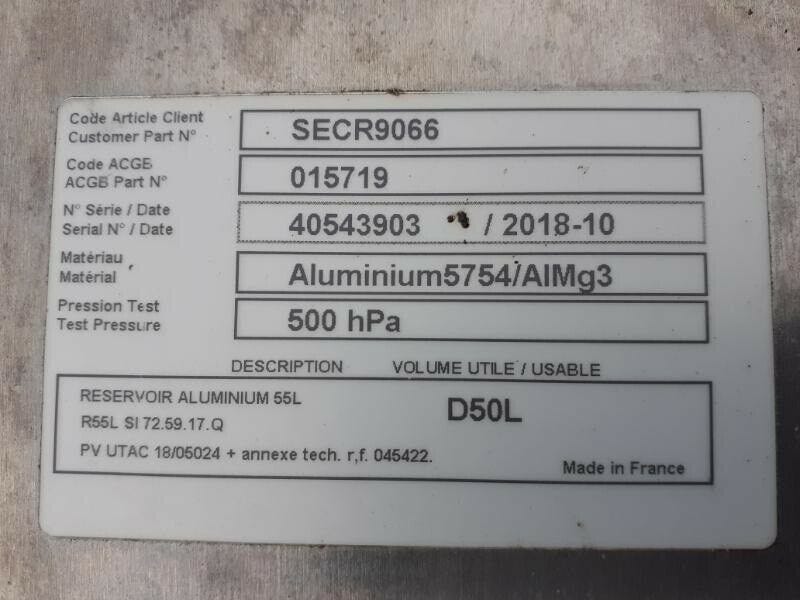 Code Article Client
Customer Part N° SECR9066
Code ACGB
ACGB Part N° 015719
N° Série / Date
Serial N° / Date 40543903 / 2018-10
Matériau
Matérial Aluminium5754/AlMg3
Pression Test
Test Pressure 500 hPa
DESCRIPTION VOLUME UTILE / USABLE
RESERVOIR ALUMINIUM 55L D50L
R55L SI 72.59.17.Q
PV UTAC 18/05024 + annexe tech. r,f. 045422.
Made in France